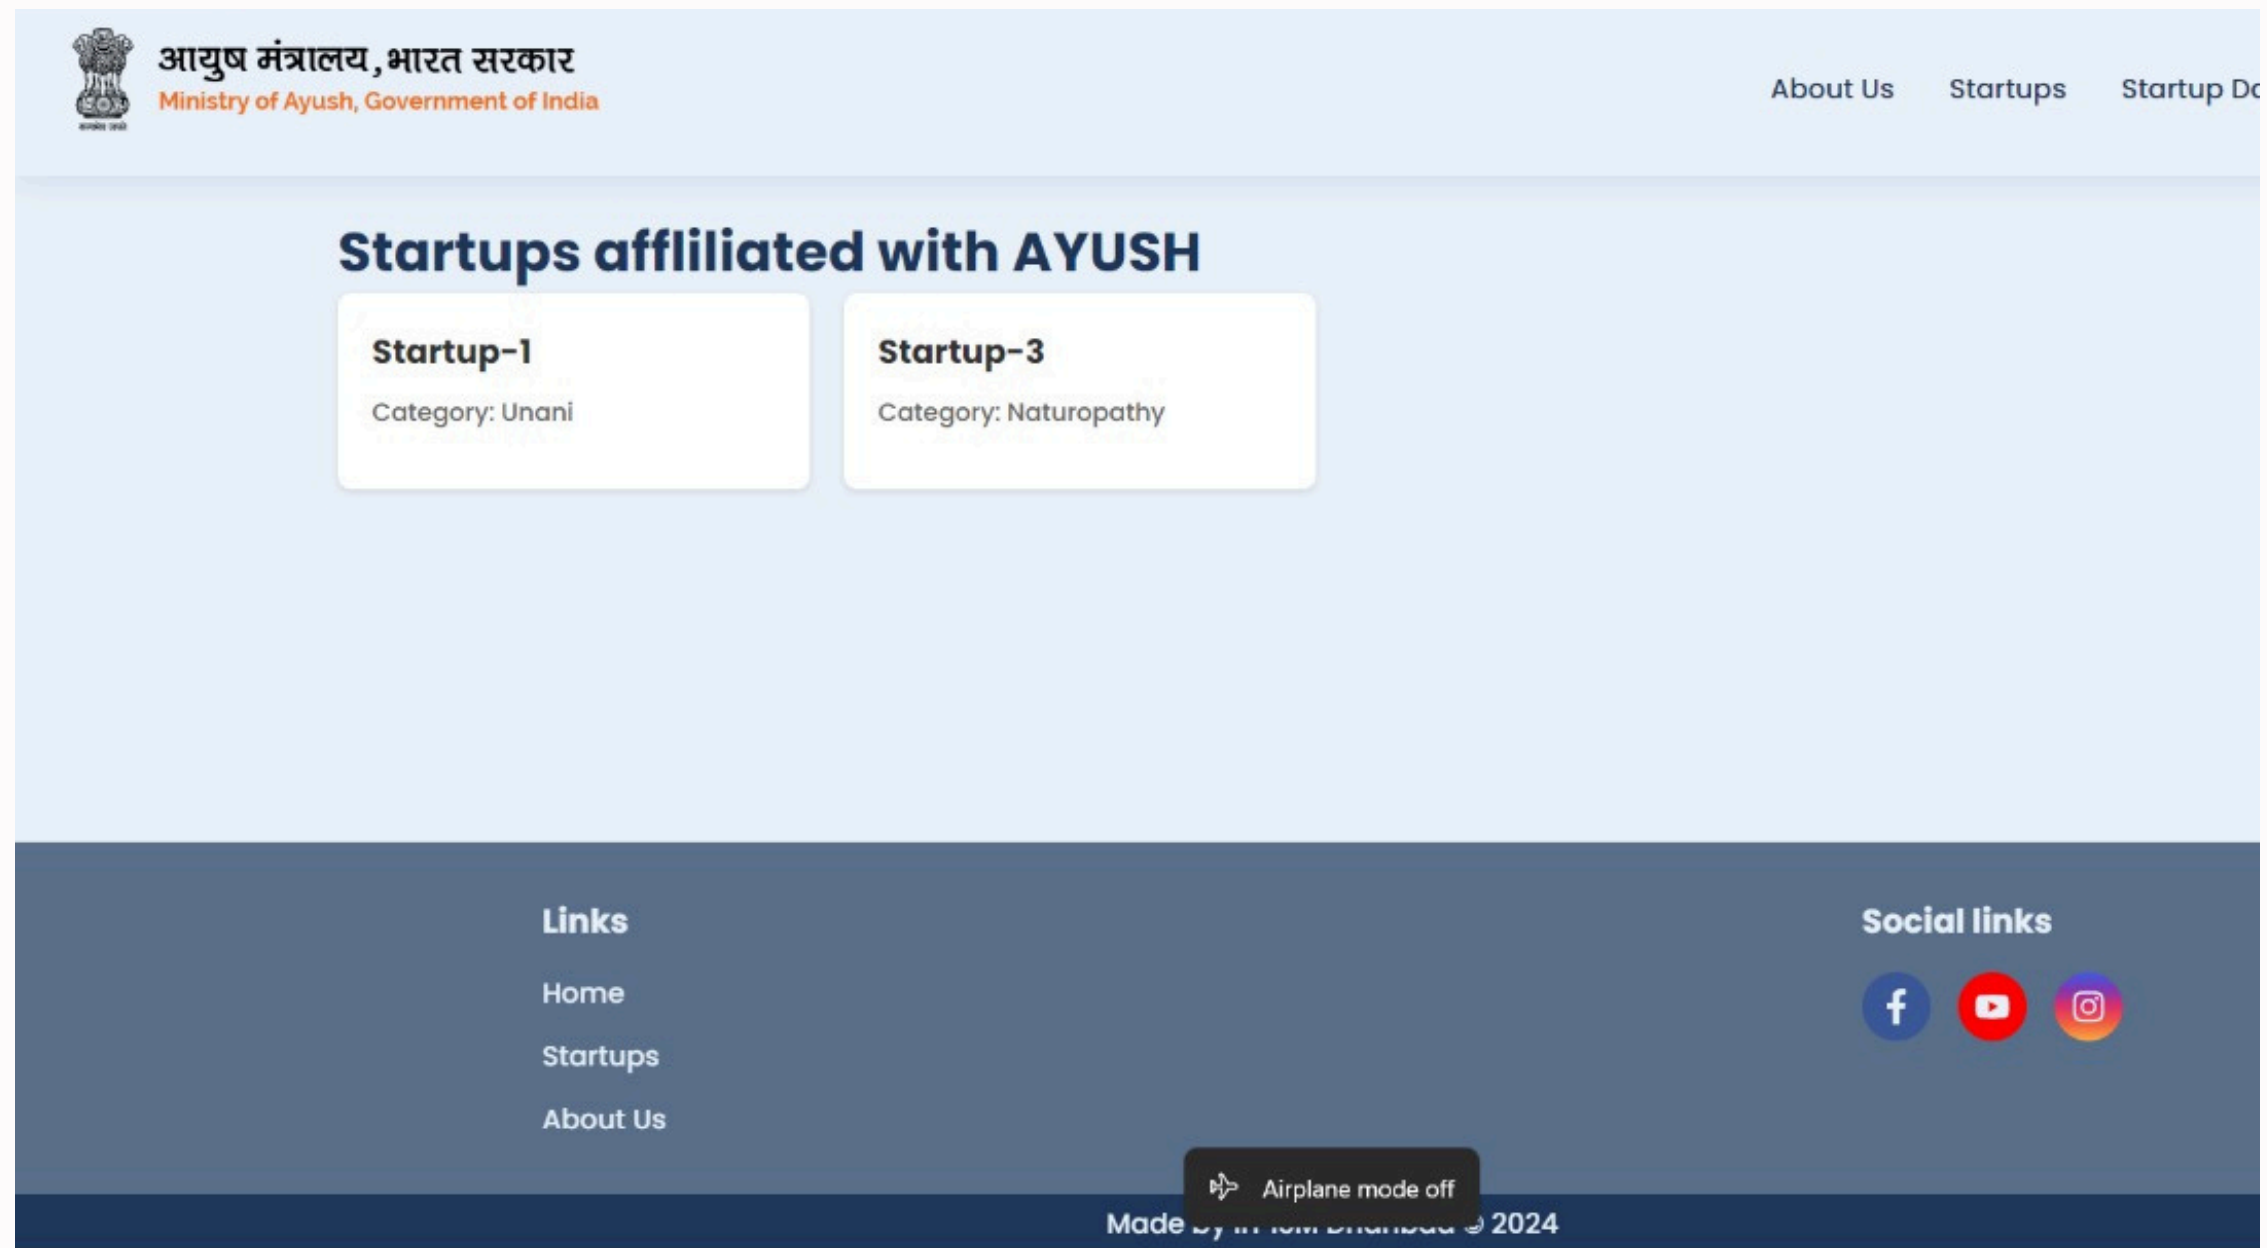 आयुष मंत्रालय, भारत सरकार
Ministry of Ayush, Government of India
About Us Startups Startup
Startups affliliated with AYUSH
Startup-1
Category: Unani
Startup-3
Category: Naturopathy
Links
Home
Startups
About Us
Social links
Airplane mode off
Made © 2024